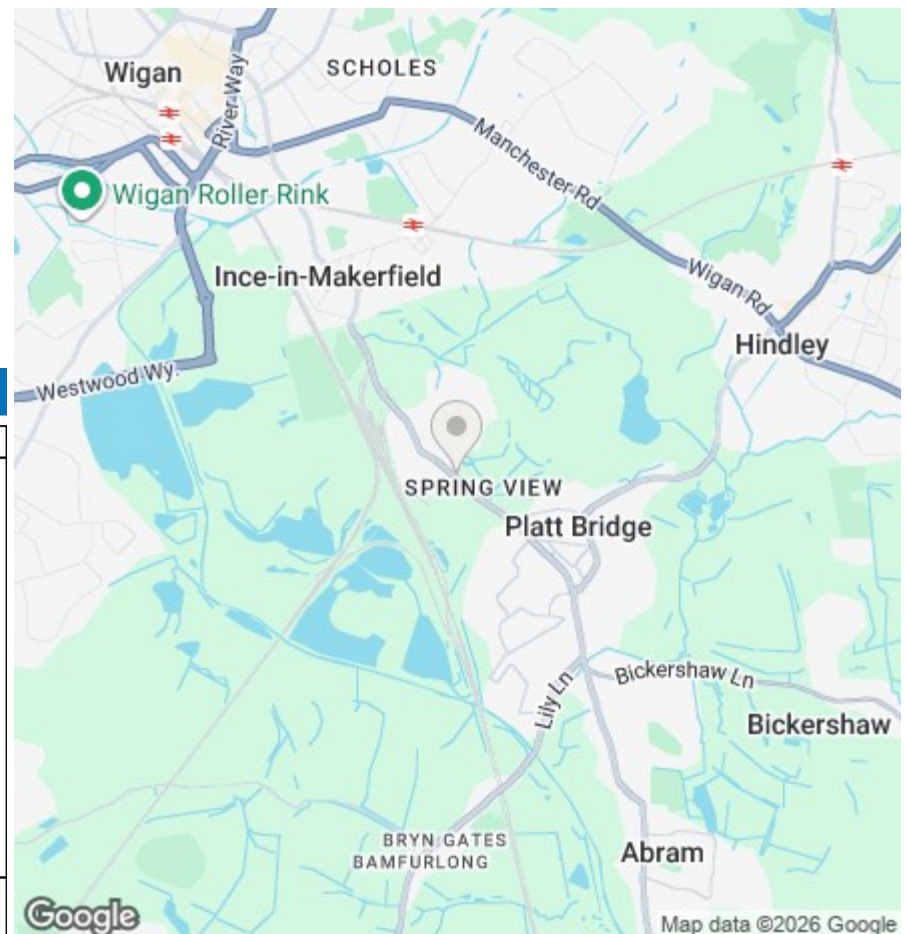 Wigan
SCHOLES
River Way
Manchester Rd
Wigan Roller Rink
Ince-in-Makerfield
Wigan Rd
Hindley
Westwood Wy.
SPRING VIEW
Platt Bridge
Bickershaw Ln
Lily Ln
Bickershaw
BRYN GATES
BAMFURLONG
Abram
Google
Map data ©2026 Google